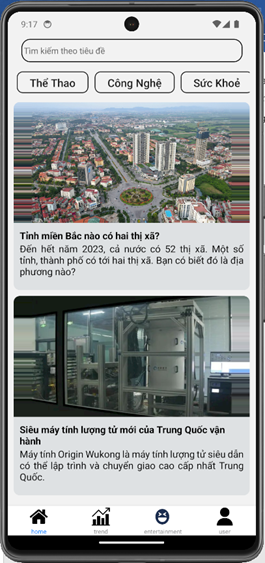 9:17
Tìm kiếm theo tiêu đề
Thể Thao
Công Nghệ
Sức Khoẻ
Tỉnh miền Bắc nào có hai thị xã?
Đến hết năm 2023, cả nước có 52 thị xã. Một số
tỉnh, thành phố có tới hai thị xã. Bạn có biết đó là địa
phương nào?
Siêu máy tính lượng tử mới của Trung Quốc vận
hành
Máy tính Origin Wukong là máy tính lượng tử siêu dẫn
có thể lập trình và chuyển giao cao cấp nhất Trung
Quốc.
home
trend
entertainment
user